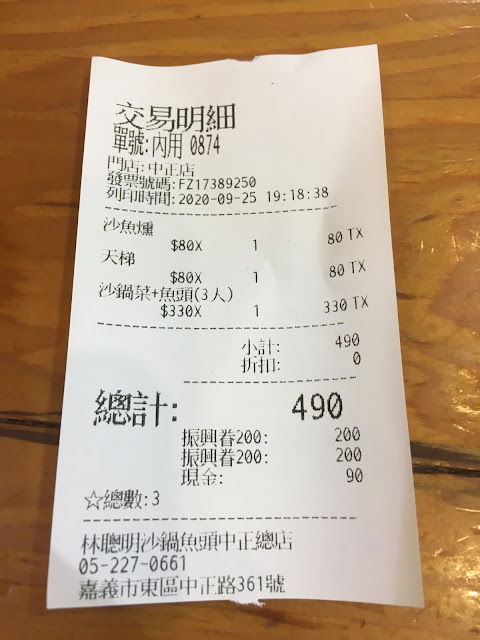 交易明細
單號:內用 0874
門店:中正店
發票號碼:FZ17389250
列印時間:2020-09-25 19:18:38
沙魚燻
$80X 1 80 TX
天梯
$80X 1 80 TX
沙鍋菜+魚頭(3人)
$330X 1 330 TX
小計: 490
折扣: 0
總計: 490
振興眷200: 200
振興眷200: 200
現金: 90
☆總數:3
林聰明沙鍋魚頭中正總店
05-227-0661
嘉義市東區中正路361號